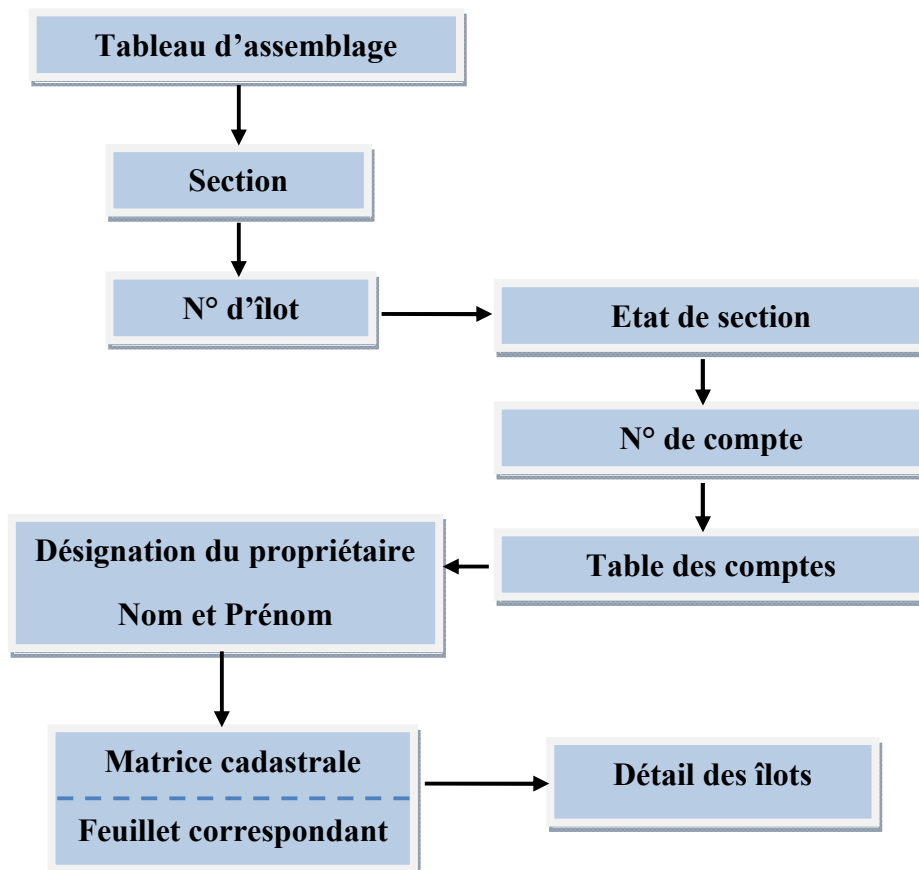 Tableau d’assemblage
Section
N° d’îlot
Etat de section
N° de compte
Table des comptes
Désignation du propriétaire
Nom et Prénom
Matrice cadastrale
Feuillet correspondant
Détail des îlots